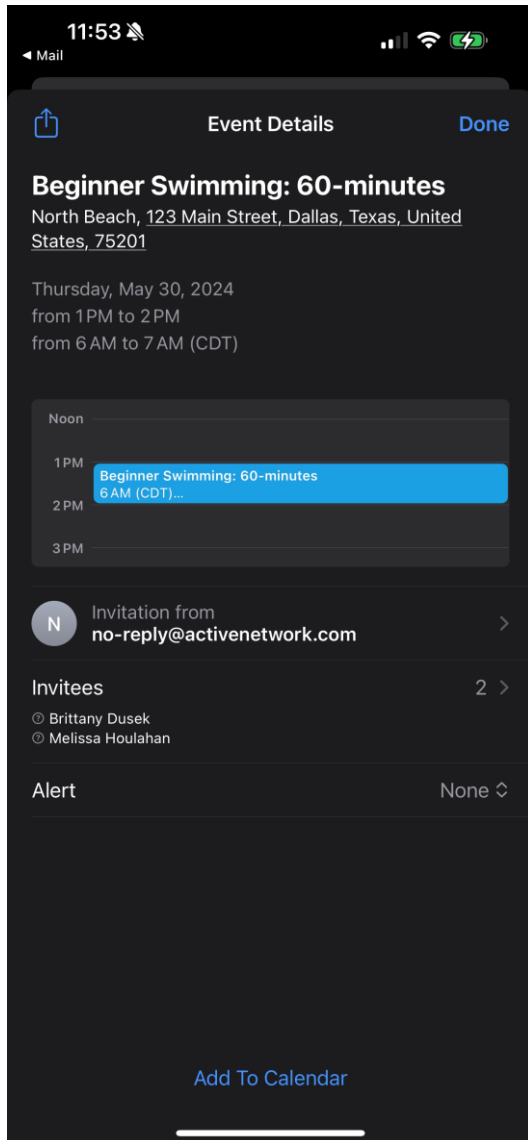 11:53
◀ Mail
Event Details
Done
Beginner Swimming: 60-minutes
North Beach, 123 Main Street, Dallas, Texas, United
States, 75201
Thursday, May 30, 2024
from 1 PM to 2 PM
from 6 AM to 7 AM (CDT)
Noon
1 PM
Beginner Swimming: 60-minutes
6 AM (CDT)...
2 PM
3 PM
N
Invitation from
no-reply@activenetwork.com
Invitees
2
Brittany Dusek
Melissa Houlahan
Alert
None
Add To Calendar